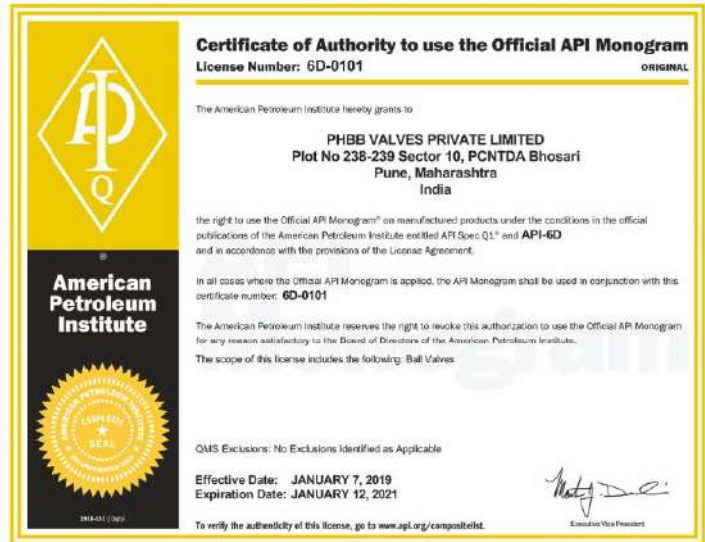 Certificate of Authority to use the Official API Monogram
License Number: 6D-0101
ORIGINAL
The American Petroleum Institute hereby grants to
PHBB VALVES PRIVATE LIMITED
Plot No 238-239 Sector 10, PCNTDA Bhosari
Pune, Maharashtra
India
the right to use the Official API Monogram® on manufactured products under the conditions in the official
publications of the American Petroleum Institute entitled API Spec Q1® and API-6D
and in accordance with the provisions of the License Agreement.
In all cases where the Official API Monogram is applied, the API Monogram shall be used in conjunction with this
certificate number: 6D-0101
The American Petroleum Institute reserves the right to revoke this authorization to use the Official API Monogram
for any reason satisfactory to the Board of Directors of the American Petroleum Institute.
The scope of this license includes the following: Ball Valves
QMS Exclusions: No Exclusions Identified as Applicable
Effective Date: JANUARY 7, 2019
Expiration Date: JANUARY 12, 2021
To verify the authenticity of this license, go to www.api.org/compositelist.
Executive Vice President
API
Q
®
American
Petroleum
Institute
AMERICAN PETROLEUM INSTITUTE
CORPORATE
SEAL
2018-151 | Digital